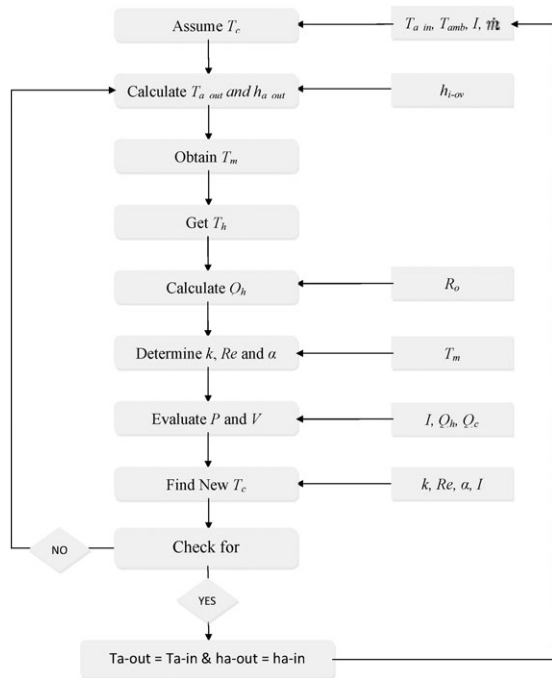 Assume Tc
Ta in, Tamb, I, ṁ
Calculate Ta out and ha out
hi-ov
Obtain Tm
Get Th
Calculate Qh
Ro
Determine k, Re and α
Tm
Evaluate P and V
I, Qh, Qc
Find New Tc
k, Re, α, I
NO
Check for
YES
Ta-out = Ta-in & ha-out = ha-in